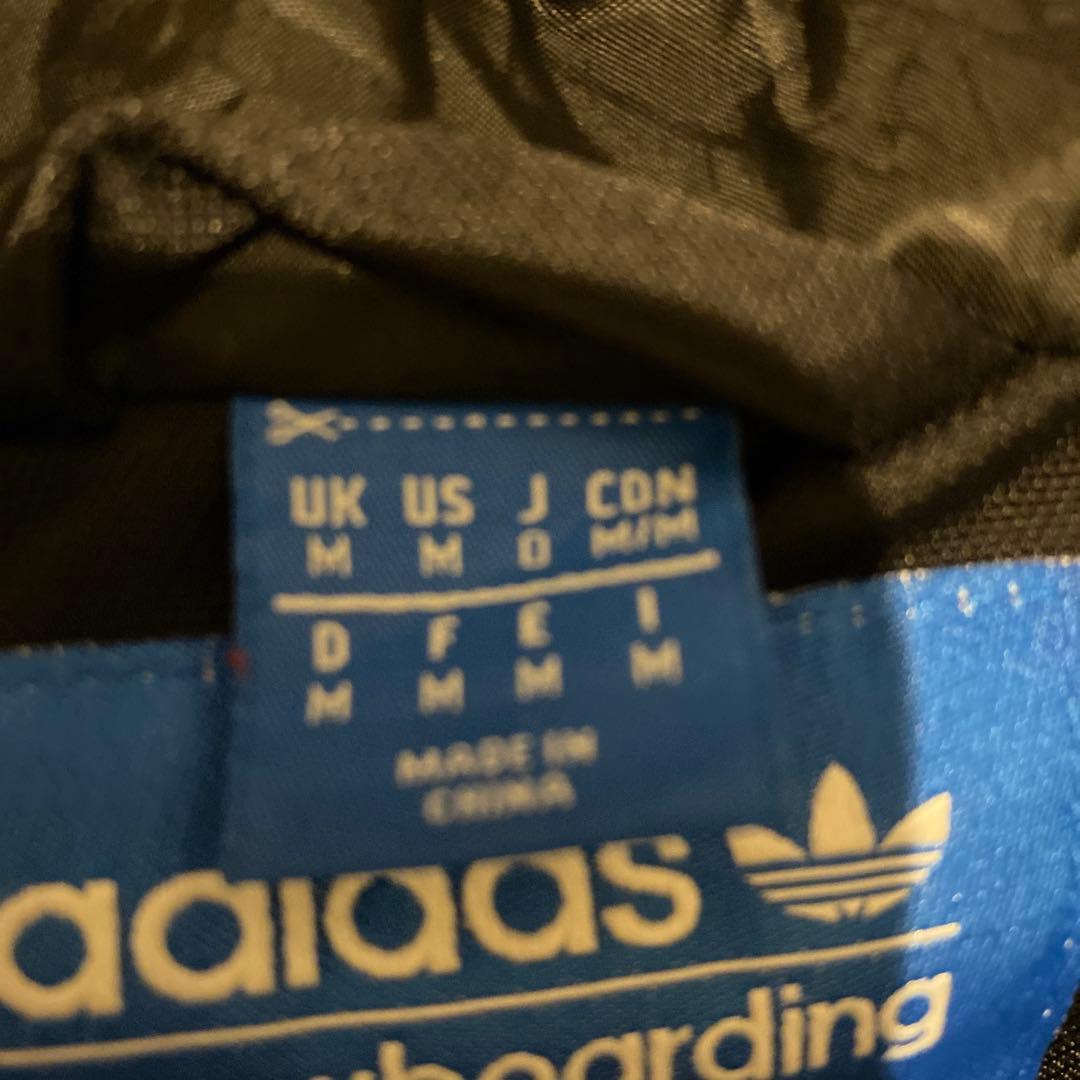 UK US J CDN
M M O M/M
D F E I
M M M M
MADE IN
CHINA
adidas